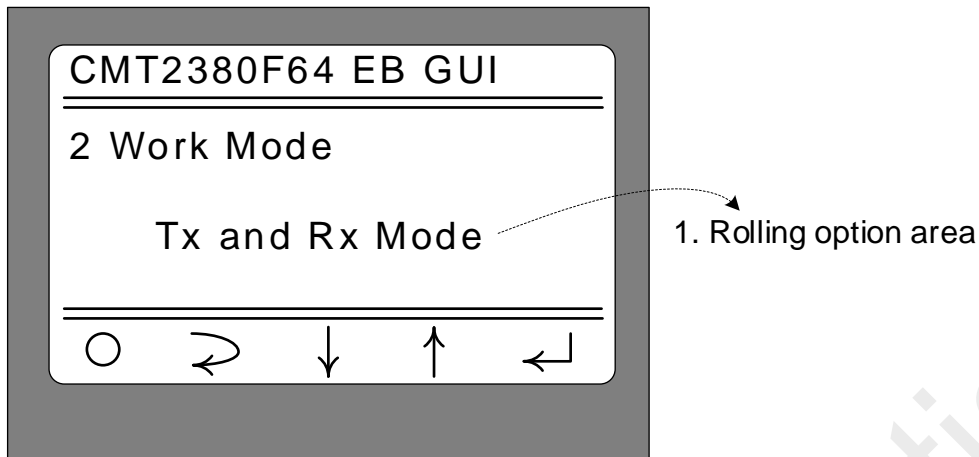 CMT2380F64 EB GUI
2 Work Mode
Tx and Rx Mode
1. Rolling option area